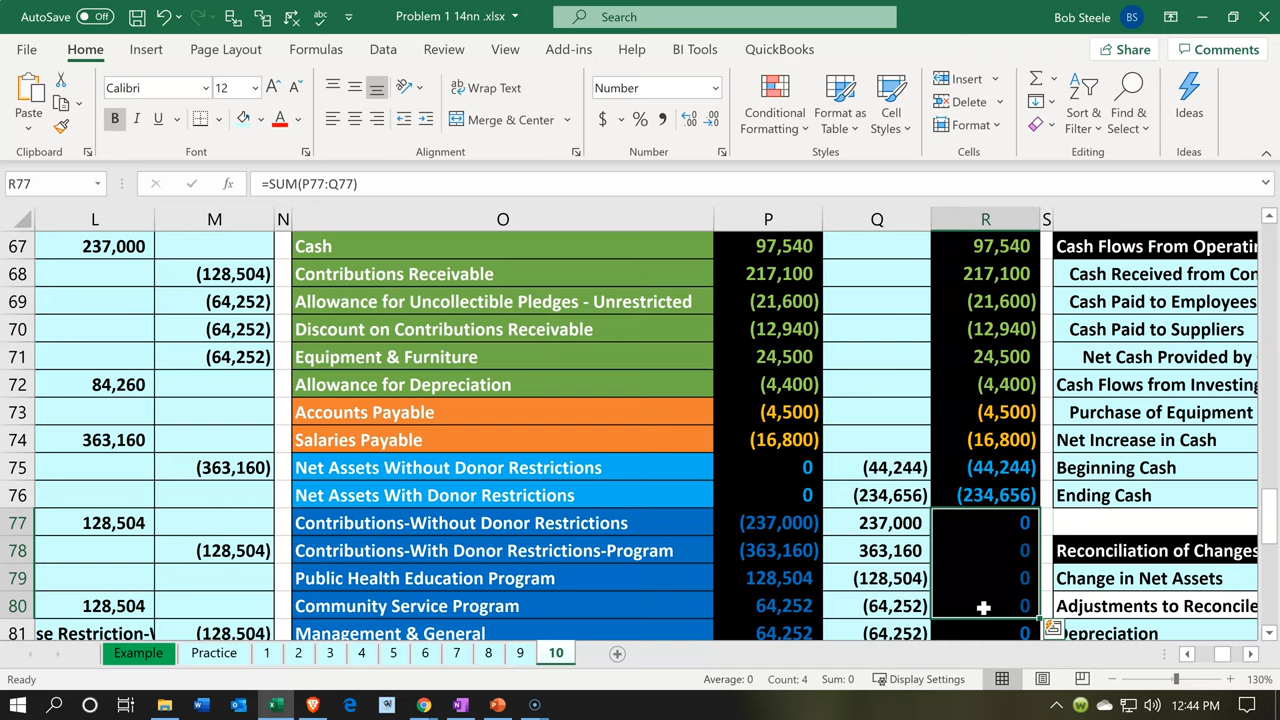 AutoSave Off Problem 1 14nn .xlsx Search Bob Steele BS
File Home Insert Page Layout Formulas Data Review View Add-ins Help BI Tools QuickBooks Share Comments
Paste Calibri 12 Wrap Text Number Conditional Formatting Format as Table Cell Styles Insert Sort & Filter Find & Select Ideas
B I U A Merge & Center $ % Delete
Format
Clipboard Font Alignment Number Styles Cells Editing Ideas
R77 fx =SUM(P77:Q77)
L M N O P Q R S
67 237,000 Cash 97,540 97,540 Cash Flows From Operatin
68 (128,504) Contributions Receivable 217,100 217,100 Cash Received from Con
69 (64,252) Allowance for Uncollectible Pledges - Unrestricted (21,600) (21,600) Cash Paid to Employees
70 (64,252) Discount on Contributions Receivable (12,940) (12,940) Cash Paid to Suppliers
71 (64,252) Equipment & Furniture 24,500 24,500 Net Cash Provided by
72 84,260 Allowance for Depreciation (4,400) (4,400) Cash Flows from Investing
73 Accounts Payable (4,500) (4,500) Purchase of Equipment
74 363,160 Salaries Payable (16,800) (16,800) Net Increase in Cash
75 (363,160) Net Assets Without Donor Restrictions 0 (44,244) (44,244) Beginning Cash
76 Net Assets With Donor Restrictions 0 (234,656) (234,656) Ending Cash
77 128,504 Contributions-Without Donor Restrictions (237,000) 237,000 0
78 (128,504) Contributions-With Donor Restrictions-Program (363,160) 363,160 0 Reconciliation of Changes
79 Public Health Education Program 128,504 (128,504) 0 Change in Net Assets
80 128,504 Community Service Program 64,252 (64,252) 0 Adjustments to Reconcile
81 se Restriction-V (128,504) Management & General 64,252 (64,252) 0 Depreciation
Example Practice 1 2 3 4 5 6 7 8 9 10
Ready Average: 0 Count: 4 Sum: 0 Display Settings 130%
12:44 PM